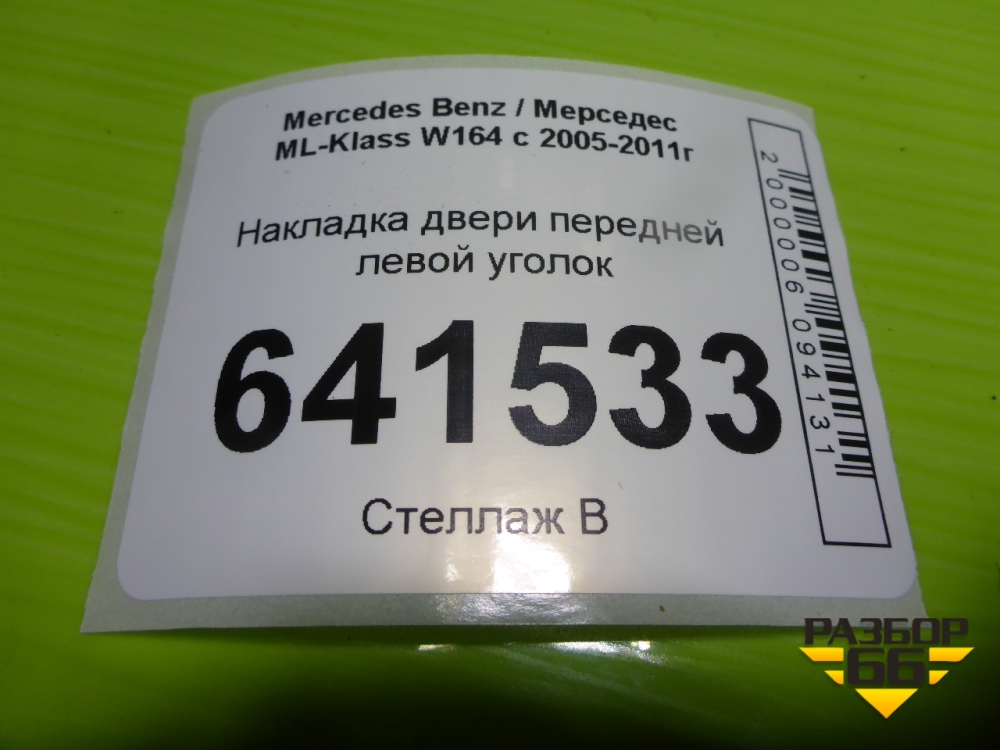 Mercedes Benz / Мерседес
ML-Klass W164 с 2005-2011г
Накладка двери передней
левой уголок
641533
Стеллаж В
2000006094131
РАЗБОР
66